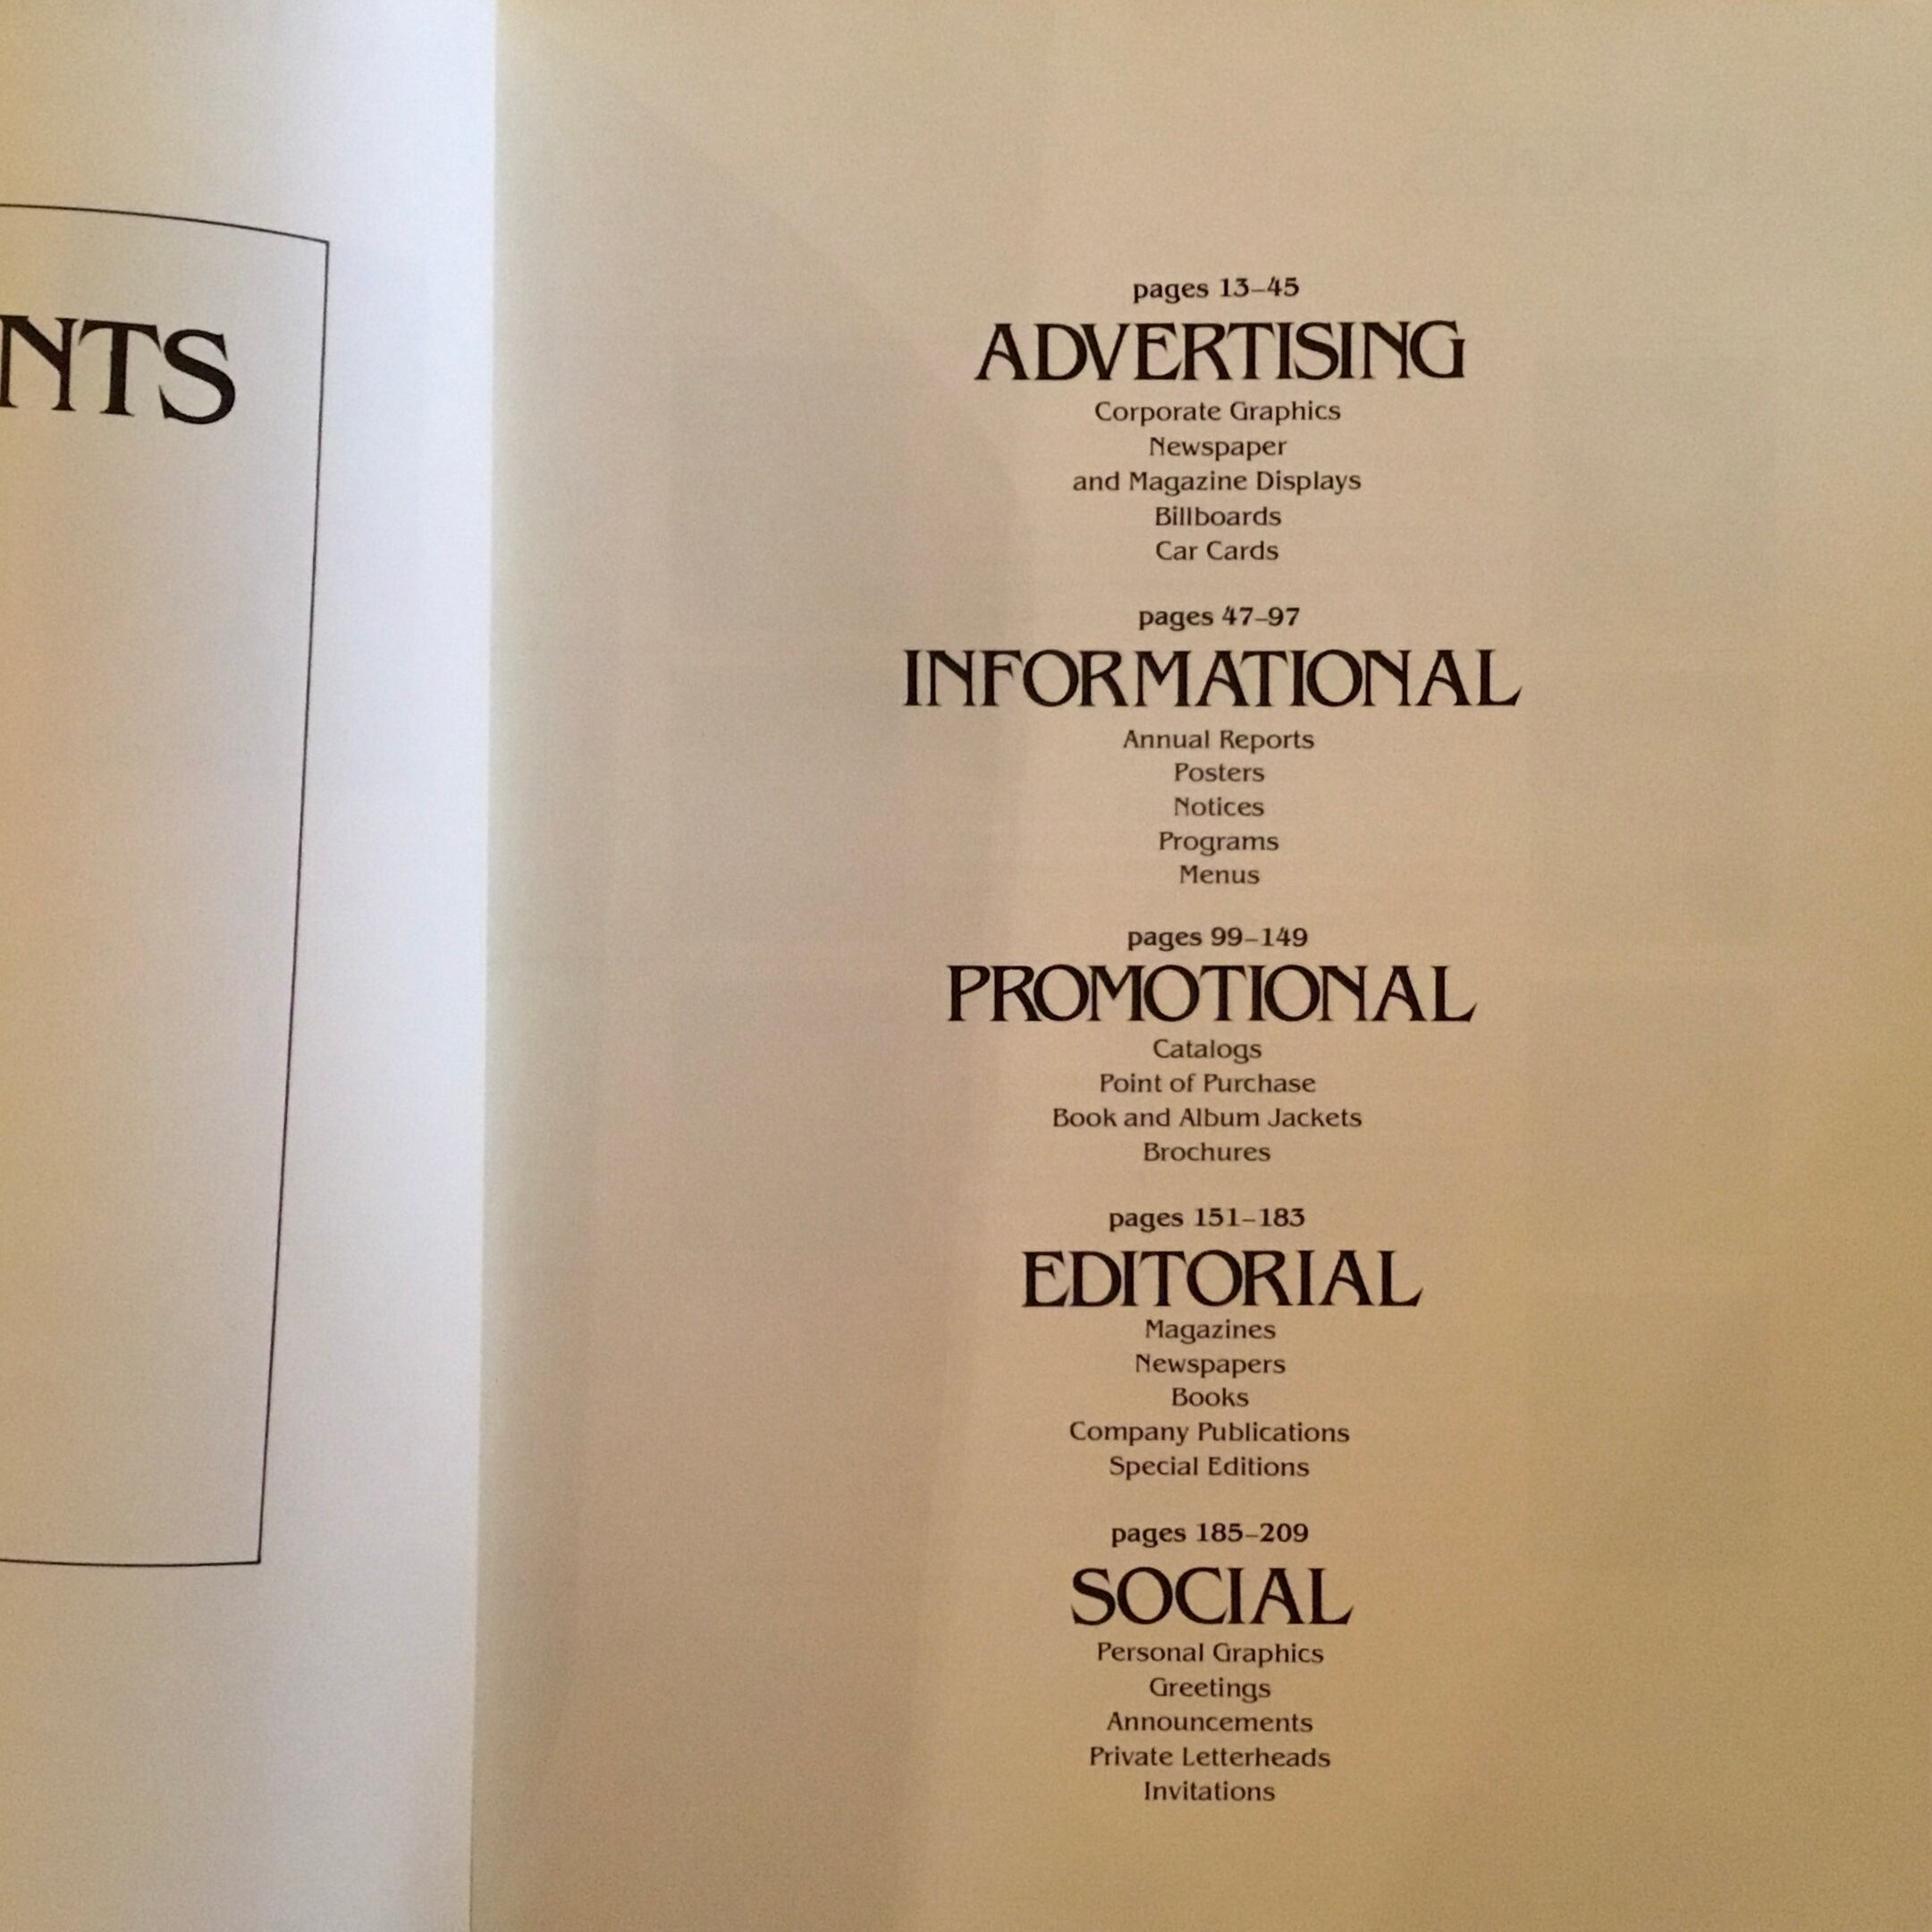 NTS
pages 13–45
ADVERTISING
Corporate Graphics
Newspaper
and Magazine Displays
Billboards
Car Cards
pages 47–97
INFORMATIONAL
Annual Reports
Posters
Notices
Programs
Menus
pages 99–149
PROMOTIONAL
Catalogs
Point of Purchase
Book and Album Jackets
Brochures
pages 151–183
EDITORIAL
Magazines
Newspapers
Books
Company Publications
Special Editions
pages 185–209
SOCIAL
Personal Graphics
Greetings
Announcements
Private Letterheads
Invitations